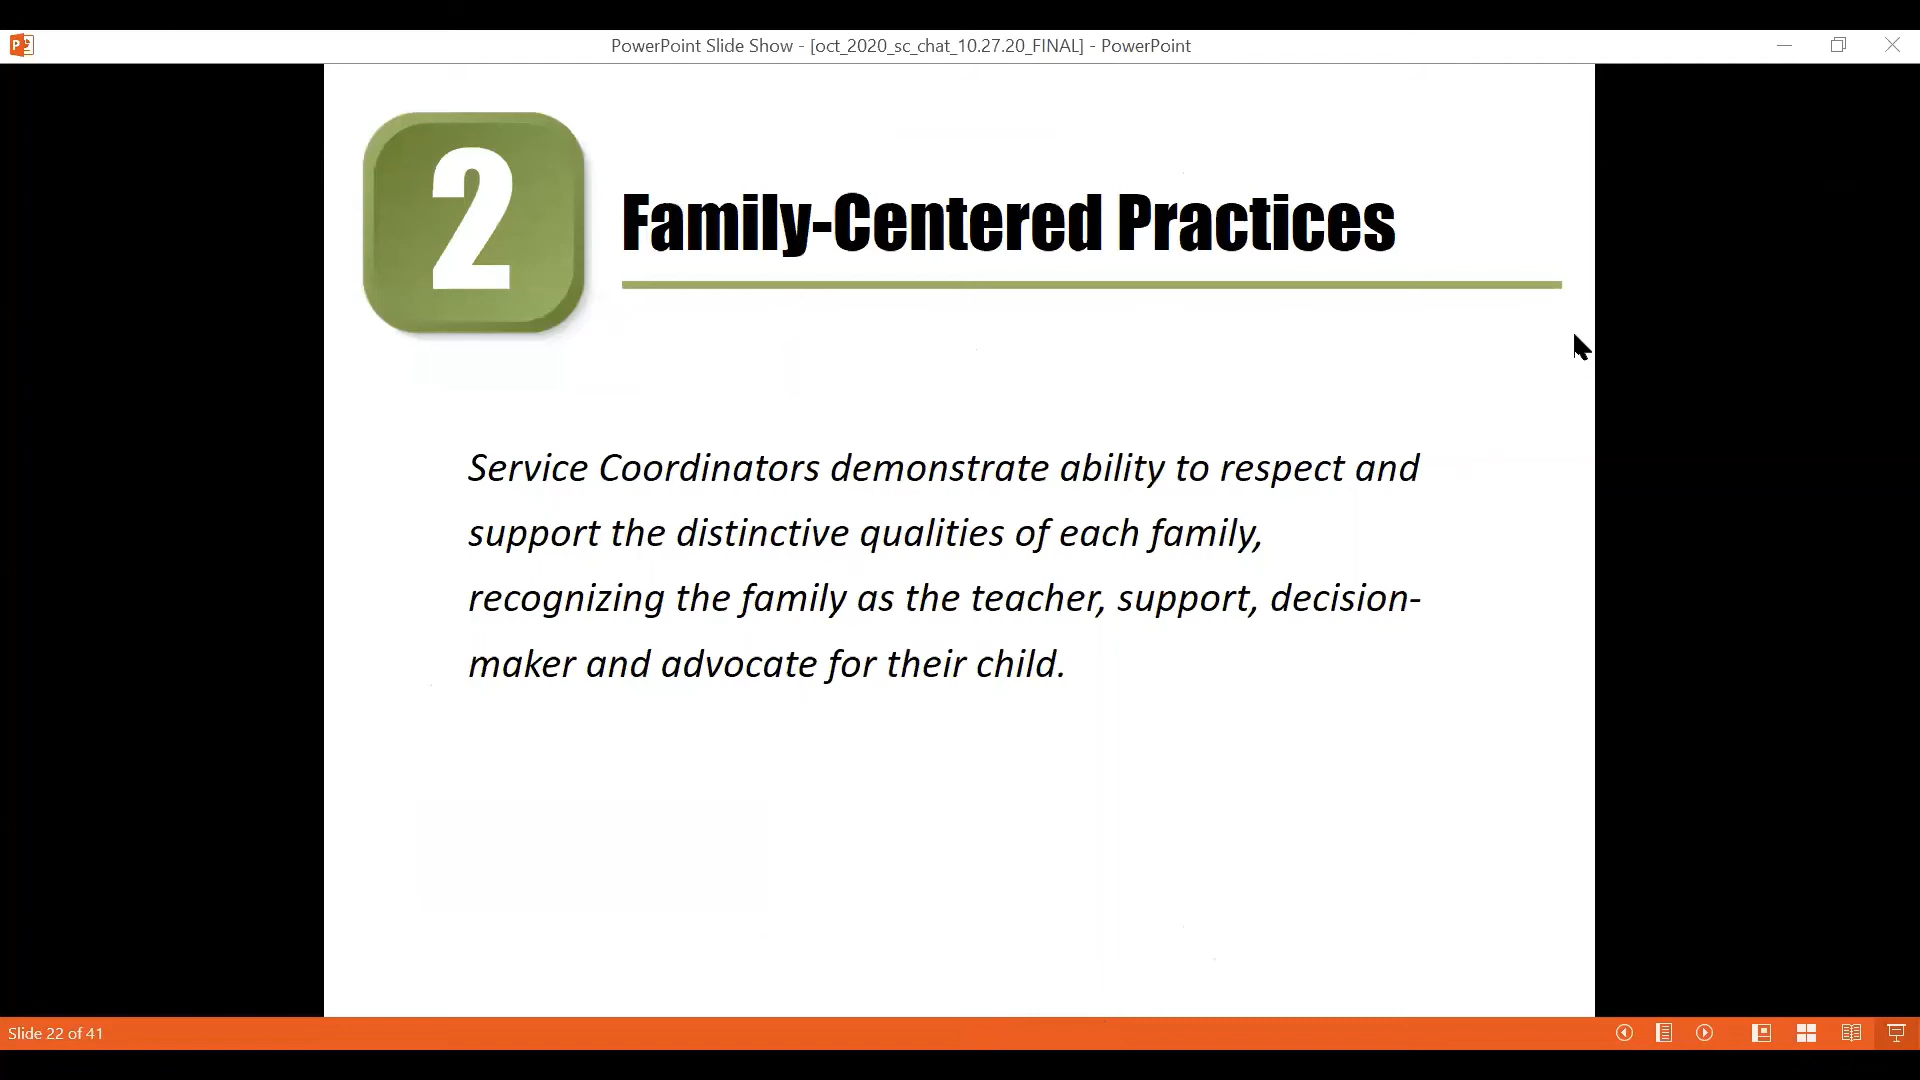 PowerPoint Slide Show - [oct_2020_sc_chat_10.27.20_FINAL] - PowerPoint
2
Family-Centered Practices
Service Coordinators demonstrate ability to respect and
support the distinctive qualities of each family,
recognizing the family as the teacher, support, decision-
maker and advocate for their child.
Slide 22 of 41